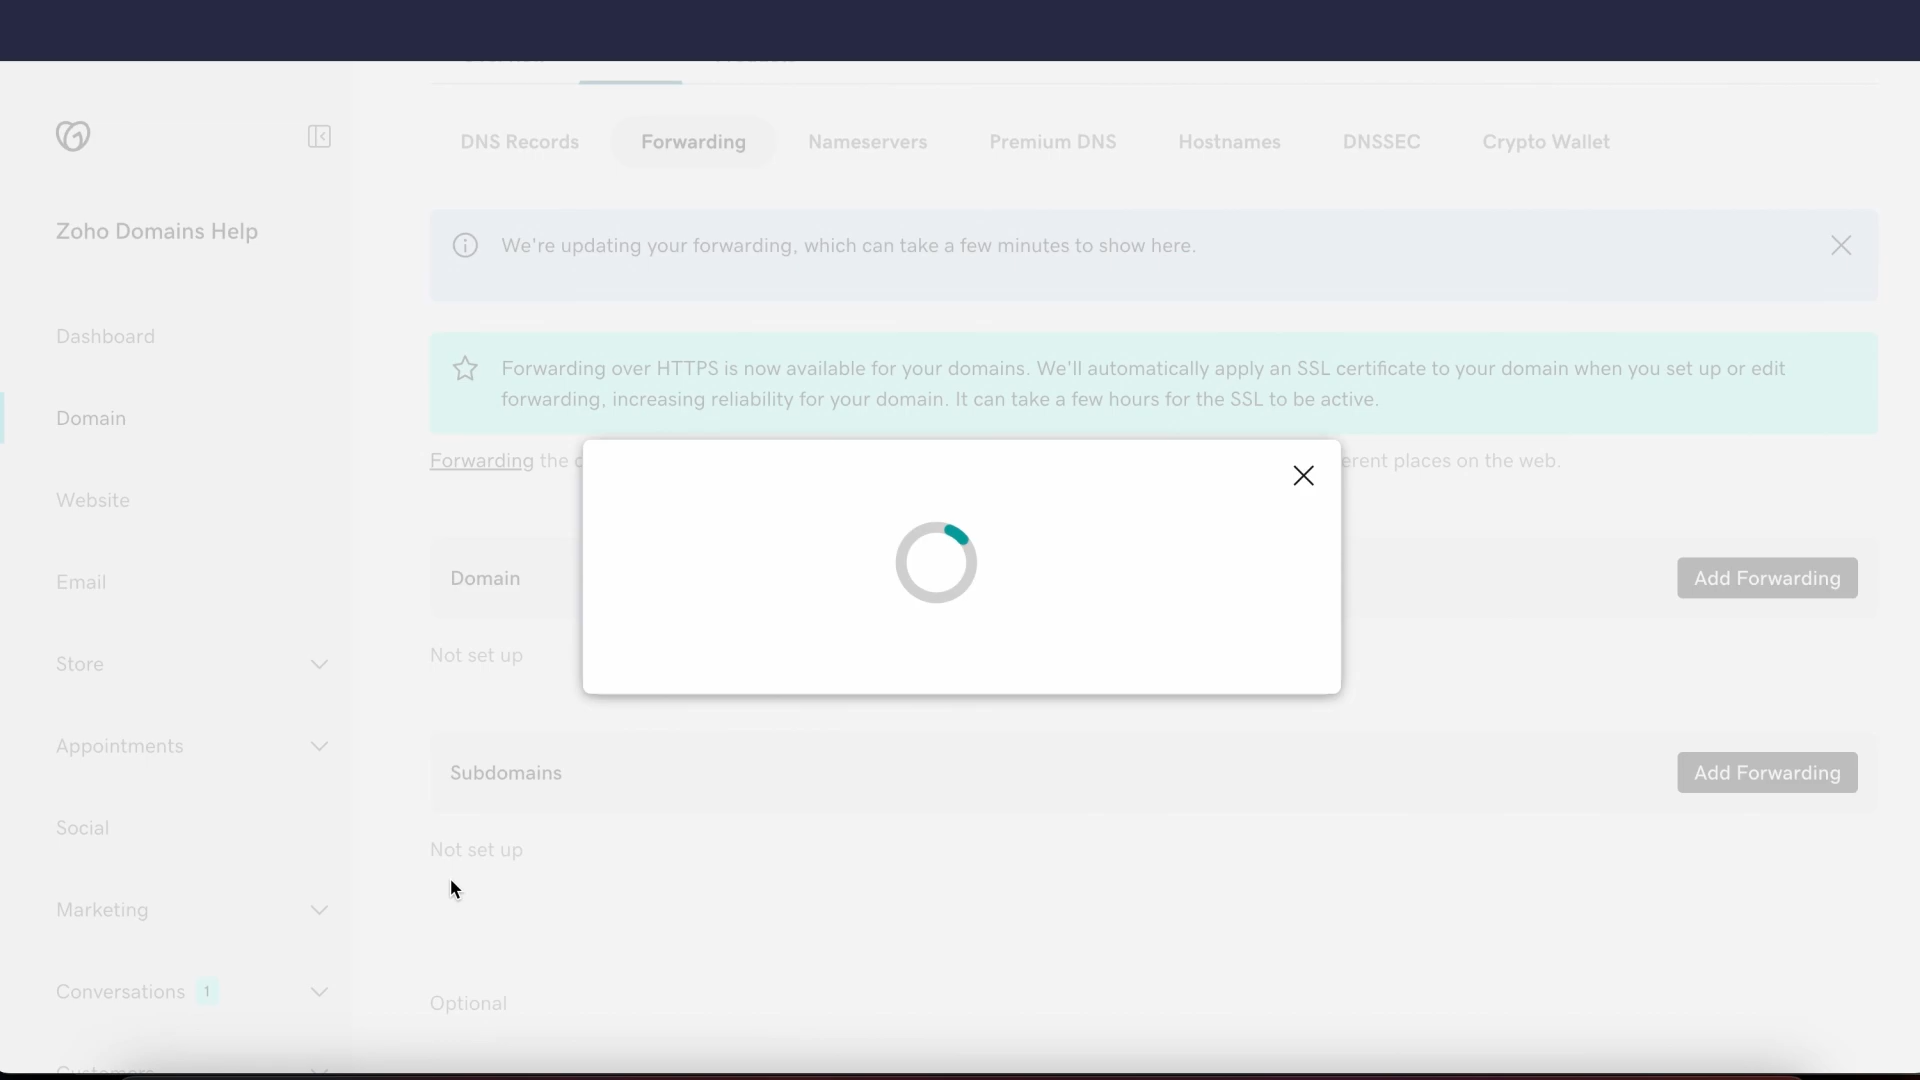 DNS Records Forwarding Nameservers Premium DNS Hostnames DNSSEC Crypto Wallet
Zoho Domains Help
We're updating your forwarding, which can take a few minutes to show here.
Dashboard
Forwarding over HTTPS is now available for your domains. We'll automatically apply an SSL certificate to your domain when you set up or edit
forwarding, increasing reliability for your domain. It can take a few hours for the SSL to be active.
Domain
Forwarding the places on the web.
Website
Domain Add Forwarding
Email
Not set up
Store
Appointments
Subdomains Add Forwarding
Social
Not set up
Marketing
Conversations 1
Optional